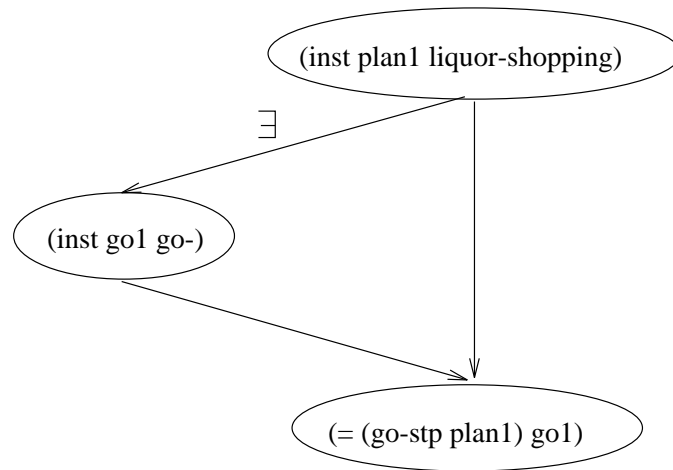 (inst plan1 liquor-shopping)
∃
(inst go1 go-)
(= (go-stp plan1) go1)